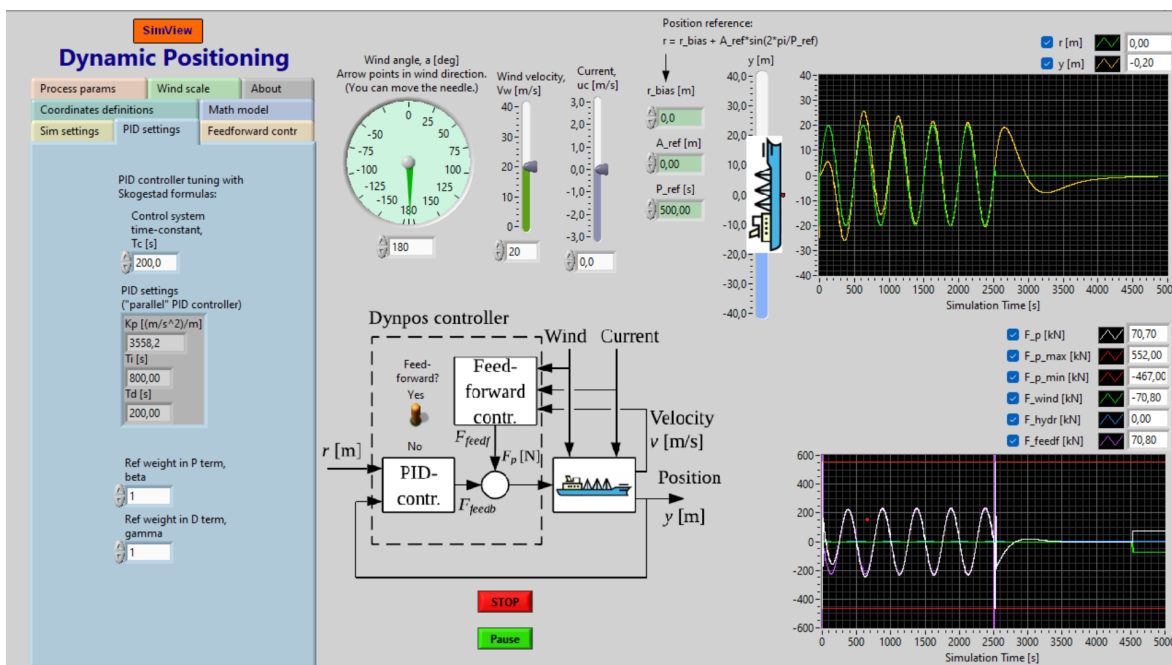 SimView
Dynamic Positioning
Process params
Wind scale
About
Coordinates definitions
Math model
Sim settings
PID settings
Feedforward contr
PID controller tuning with
Skogestad formulas:
Control system
time-constant,
Tc [s]
200,0
PID settings
("parallel" PID controller)
Kp [(m/s^2)/m]
3558,2
Ti [s]
800,00
Td [s]
200,00
Ref weight in P term,
beta
1
Ref weight in D term,
gamma
1
Wind angle, a [deg]
Arrow points in wind direction.
(You can move the needle.)
0
-25
25
-50
50
-75
75
-100
100
-125
125
-150
150
180
180
Wind velocity,
Vw [m/s]
40
30
20
10
0
20
Current,
uc [m/s]
3,0
2,0
1,0
0,0
-1,0
-2,0
-3,0
0,0
Position reference:
r = r_bias + A_ref*sin(2*pi/P_ref)
r_bias [m]
0,0
A_ref [m]
0,00
P_ref [s]
500,00
y [m]
40,0
30,0
20,0
10,0
0,0
-10,0
-20,0
-30,0
-40,0
r [m]
0,00
y [m]
-0,20
40
30
20
10
0
-10
-20
-30
-40
0 500 1000 1500 2000 2500 3000 3500 4000 4500 5000
Simulation Time [s]
Dynpos controller
Wind
Current
Feed-
forward?
Yes
No
Feed-
forward
contr.
Velocity
v [m/s]
F feedf
F p [N]
r [m]
PID-
contr.
F feedb
Position
y [m]
STOP
Pause
F_p [kN]
70,70
F_p_max [kN]
552,00
F_p_min [kN]
-467,00
F_wind [kN]
-70,80
F_hydr [kN]
0,00
F_feedf [kN]
70,80
600
400
200
0
-200
-400
-600
0 500 1000 1500 2000 2500 3000 3500 4000 4500 5000
Simulation Time [s]